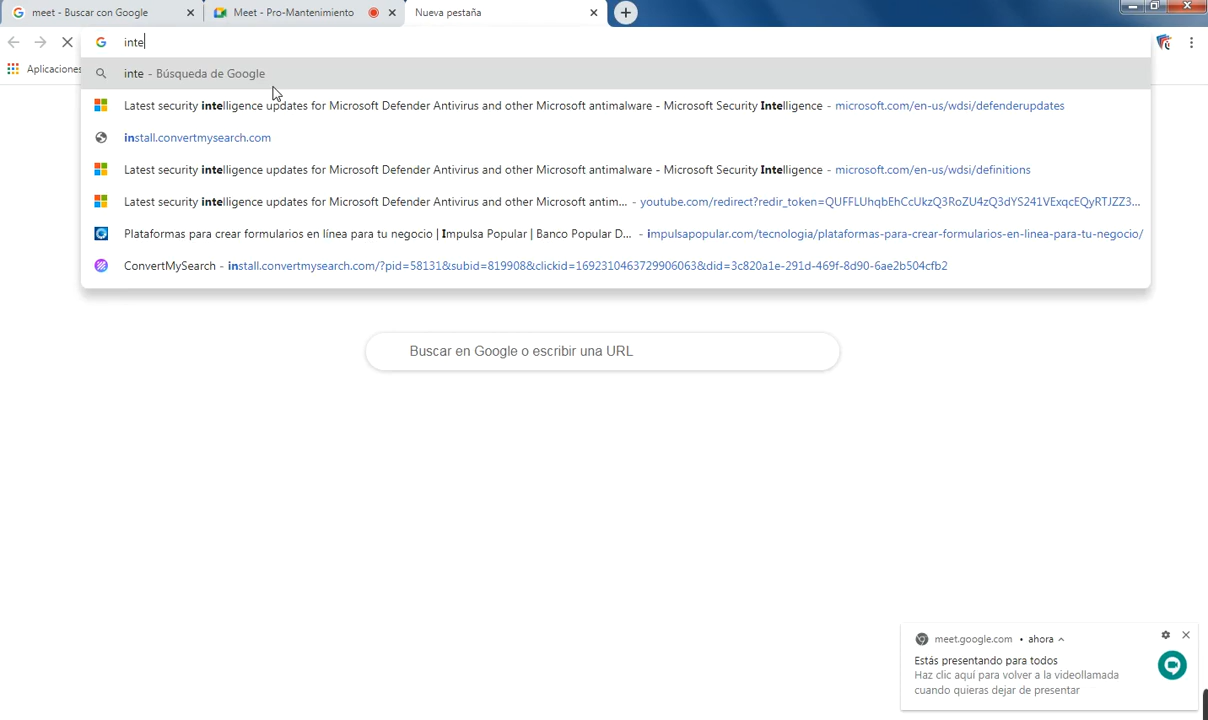 meet - Buscar con Google
Meet - Pro-Mantenimiento
Nueva pestaña
inte
Aplicaciones
inte - Búsqueda de Google
Latest security intelligence updates for Microsoft Defender Antivirus and other Microsoft antimalware - Microsoft Security Intelligence - microsoft.com/en-us/wdsi/defenderupdates
install.convertmysearch.com
Latest security intelligence updates for Microsoft Defender Antivirus and other Microsoft antimalware - Microsoft Security Intelligence - microsoft.com/en-us/wdsi/definitions
Latest security intelligence updates for Microsoft Defender Antivirus and other Microsoft antim... - youtube.com/redirect?redir_token=QUFFLUhqbEhCcUkzQ3RoZU4zQ3dYS241VExqcEQyRTJZZ3...
Plataformas para crear formularios en línea para tu negocio | Impulsa Popular | Banco Popular D... - impulsapopular.com/tecnologia/plataformas-para-crear-formularios-en-linea-para-tu-negocio/
ConvertMySearch - install.convertmysearch.com/?pid=58131&subid=819908&clickid=1692310463729906063&did=3c820a1e-291d-469f-8d90-6ae2b504cfb2
Buscar en Google o escribir una URL
meet.google.com • ahora
Estás presentando para todos
Haz clic aquí para volver a la videollamada
cuando quieras dejar de presentar